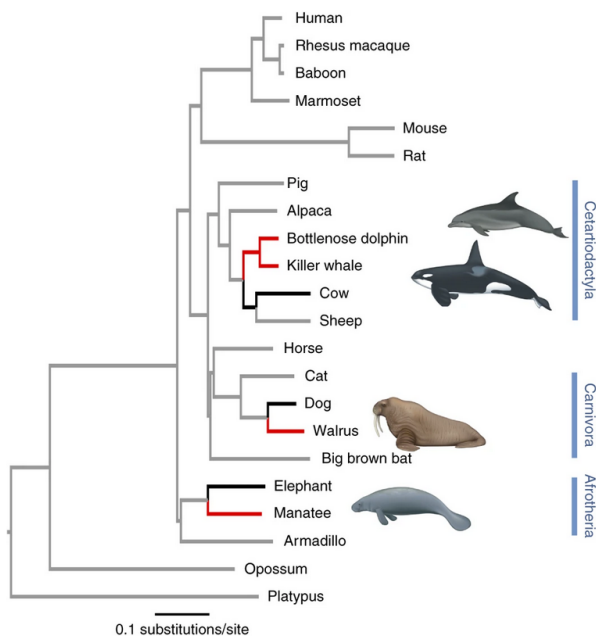 Human
Rhesus macaque
Baboon
Marmoset
Mouse
Rat
Pig
Alpaca
Bottlenose dolphin
Killer whale
Cow
Sheep
Horse
Cat
Dog
Walrus
Big brown bat
Elephant
Manatee
Armadillo
Opossum
Platypus
Cetartiodactyla
Carnivora
Afrotheria
0.1 substitutions/site